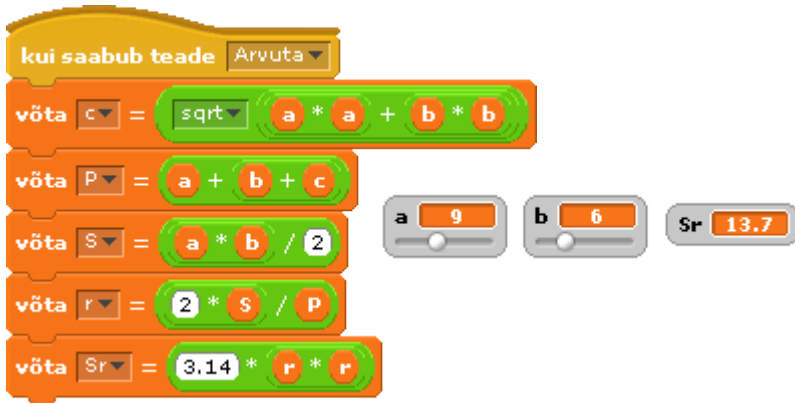 kui saabub teade Arvuta
võta c = sqrt a * a + b * b
võta P = a + b + c
võta S = a * b / 2
võta r = 2 * S / P
võta Sr = 3.14 * r * r
a 9
b 6
Sr 13.7